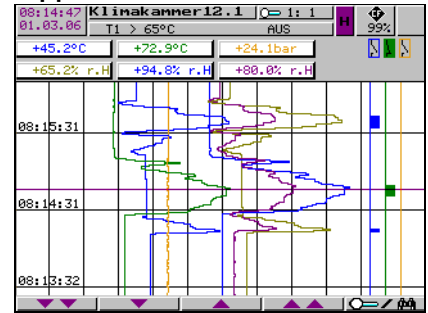 08:14:47 Klimakammer12.1 1: 1 H
01.03.06 T1 > 65°C AUS 99%
+45.2°C +72.9°C +24.1bar
+65.2% r.H +94.8% r.H +80.0% r.H
08:15:31
08:14:31
08:13:32